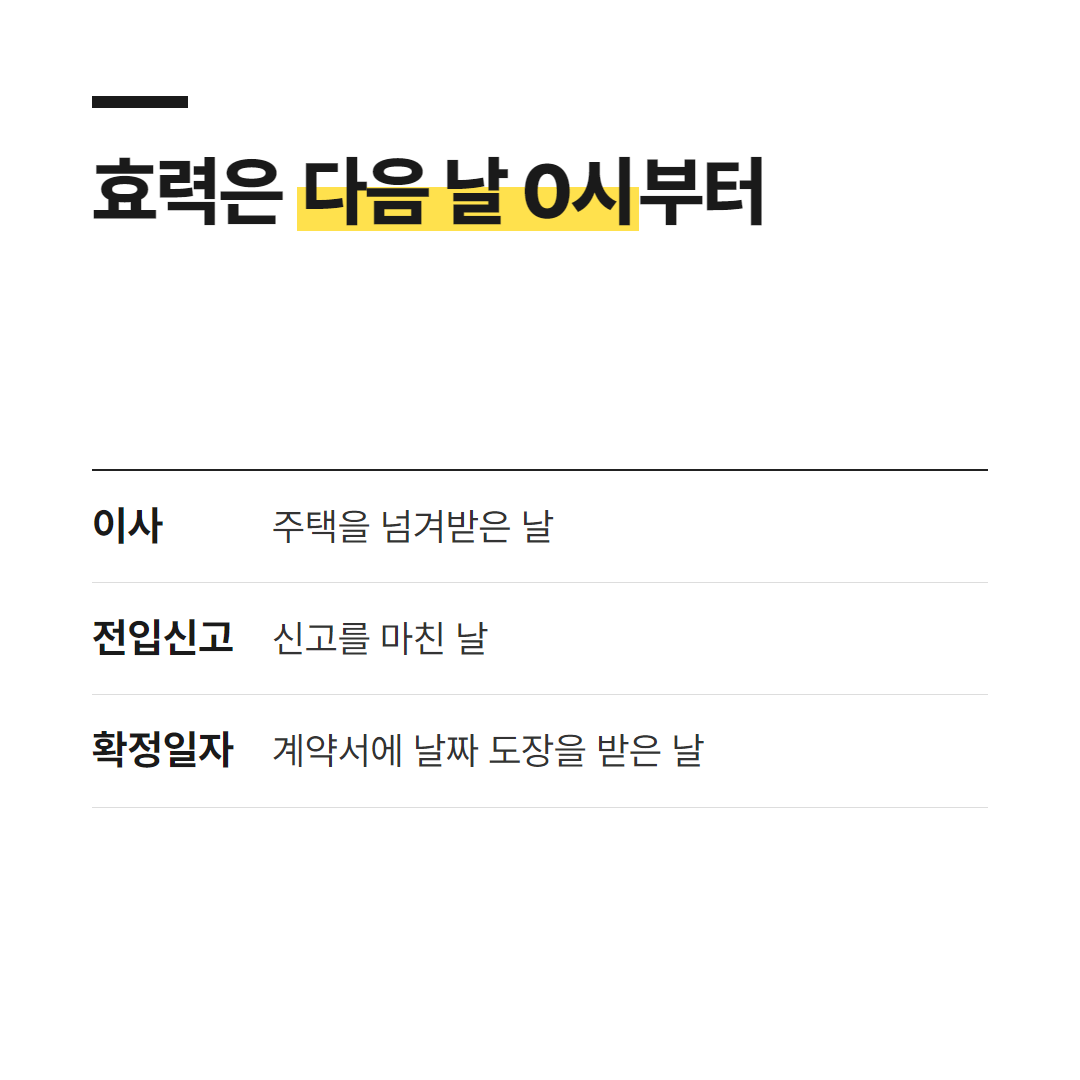 효력은 다음 날 0시부터
이사 주택을 넘겨받은 날
전입신고 신고를 마친 날
확정일자 계약서에 날짜 도장을 받은 날